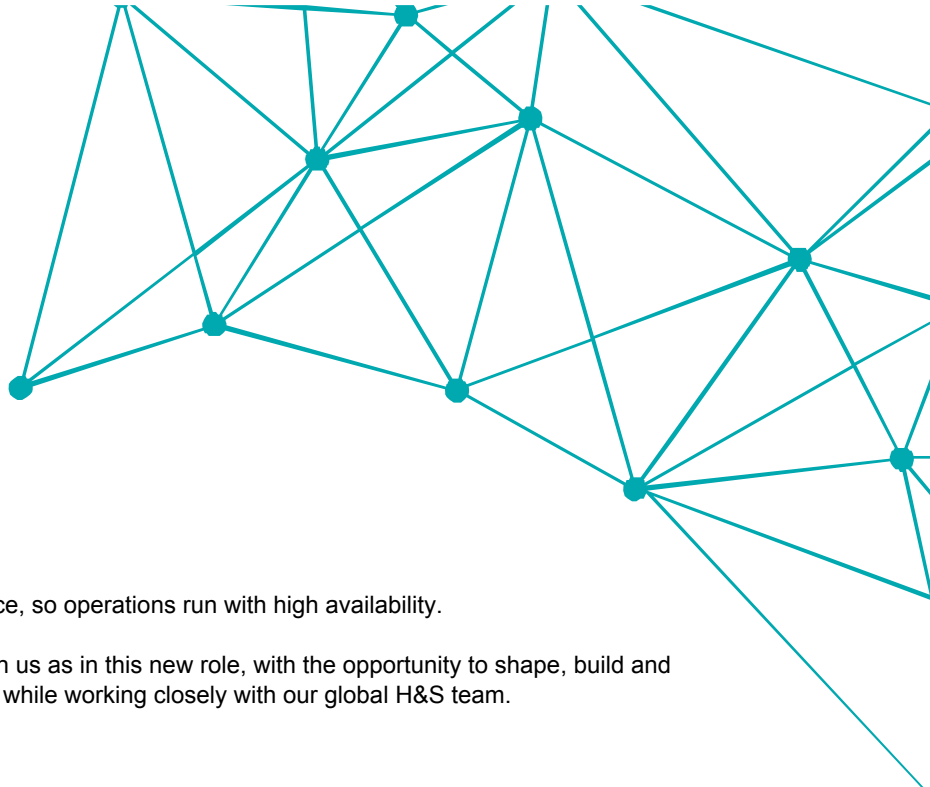 ce, so operations run with high availability.
n us as in this new role, with the opportunity to shape, build and
while working closely with our global H&S team.